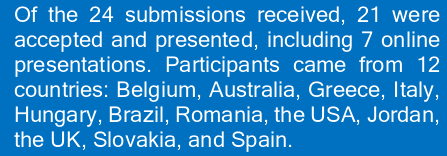 Of the 24 submissions received, 21 were
accepted and presented, including 7 online
presentations. Participants came from 12
countries: Belgium, Australia, Greece, Italy,
Hungary, Brazil, Romania, the USA, Jordan,
the UK, Slovakia, and Spain.